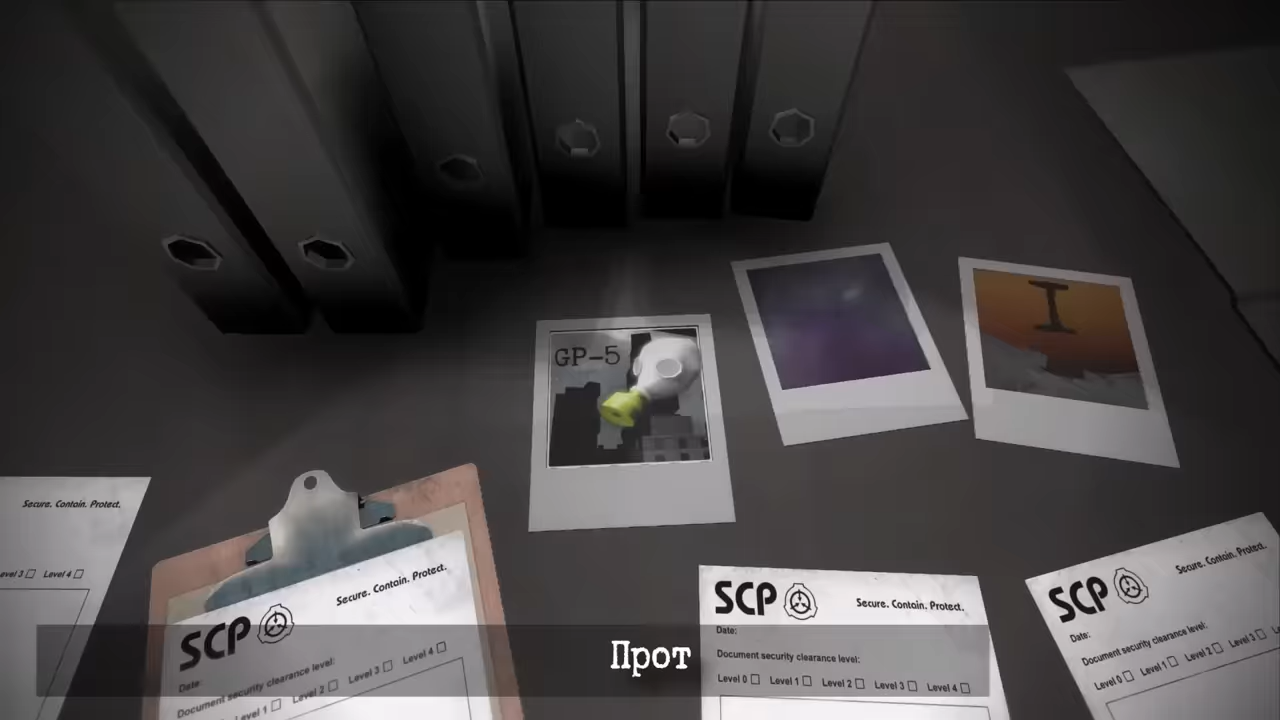 I
GP-5
Secure. Contain. Protect.
Level 3 Level 4
SCP Secure. Contain. Protect.
Date:
Document security clearance level:
Level 1 Level 2 Level 3 Level 4
SCP Secure. Contain. Protect.
Date:
Document security clearance level:
Level 0 Level 1 Level 2 Level 3 Level 4
SCP Secure. Contain. Protect.
Date:
Document security clearance level:
Level 0 Level 1 Level 2 Level 3
Прот